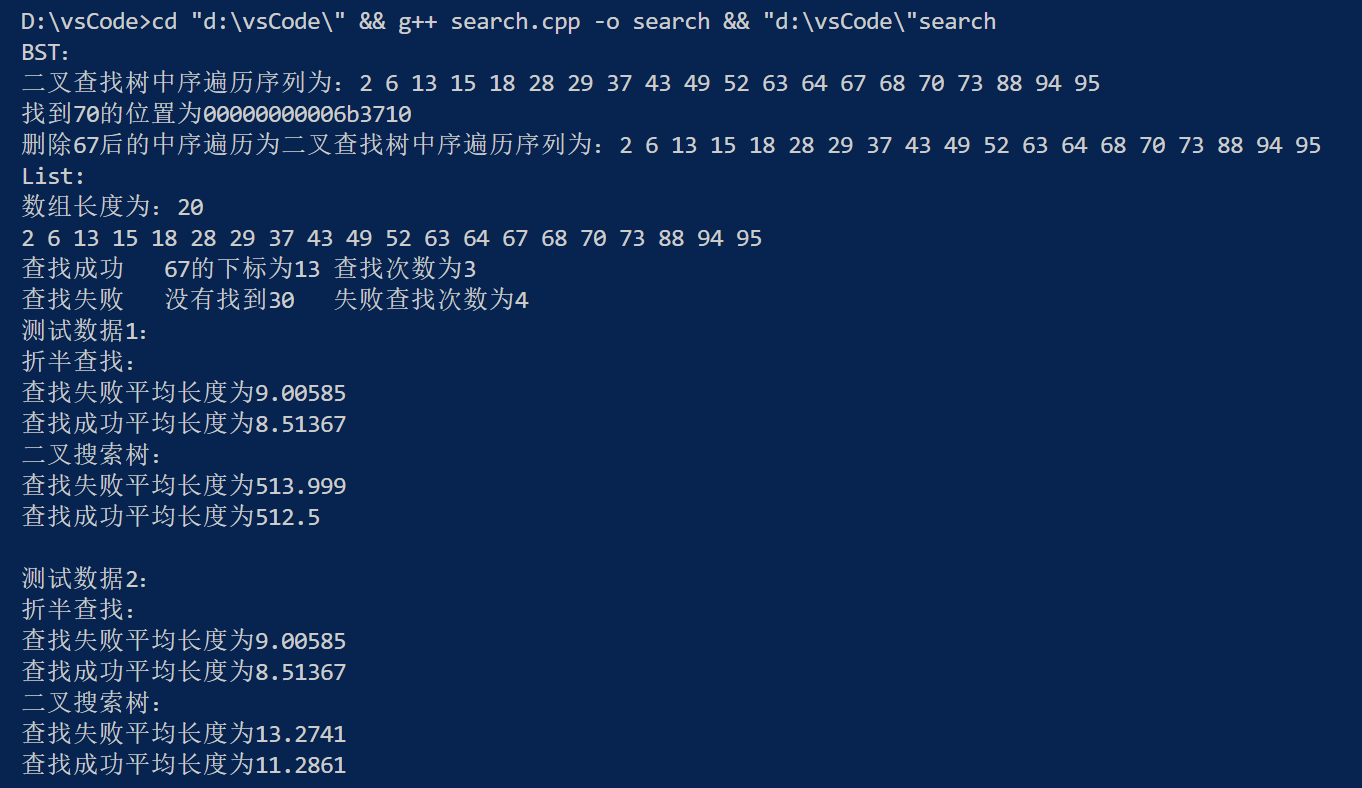 D:\vsCode>cd "d:\vsCode\" && g++ search.cpp -o search && "d:\vsCode\"search
BST:
二叉查找树中序遍历序列为：2 6 13 15 18 28 29 37 43 49 52 63 64 67 68 70 73 88 94 95
找到70的位置为00000000006b3710
删除67后的中序遍历为二叉查找树中序遍历序列为：2 6 13 15 18 28 29 37 43 49 52 63 64 68 70 73 88 94 95
List:
数组长度为：20
2 6 13 15 18 28 29 37 43 49 52 63 64 67 68 70 73 88 94 95
查找成功 67的下标为13 查找次数为3
查找失败 没有找到30 失败查找次数为4
测试数据1：
折半查找：
查找失败平均长度为9.00585
查找成功平均长度为8.51367
二叉搜索树：
查找失败平均长度为513.999
查找成功平均长度为512.5
测试数据2：
折半查找：
查找失败平均长度为9.00585
查找成功平均长度为8.51367
二叉搜索树：
查找失败平均长度为13.2741
查找成功平均长度为11.2861